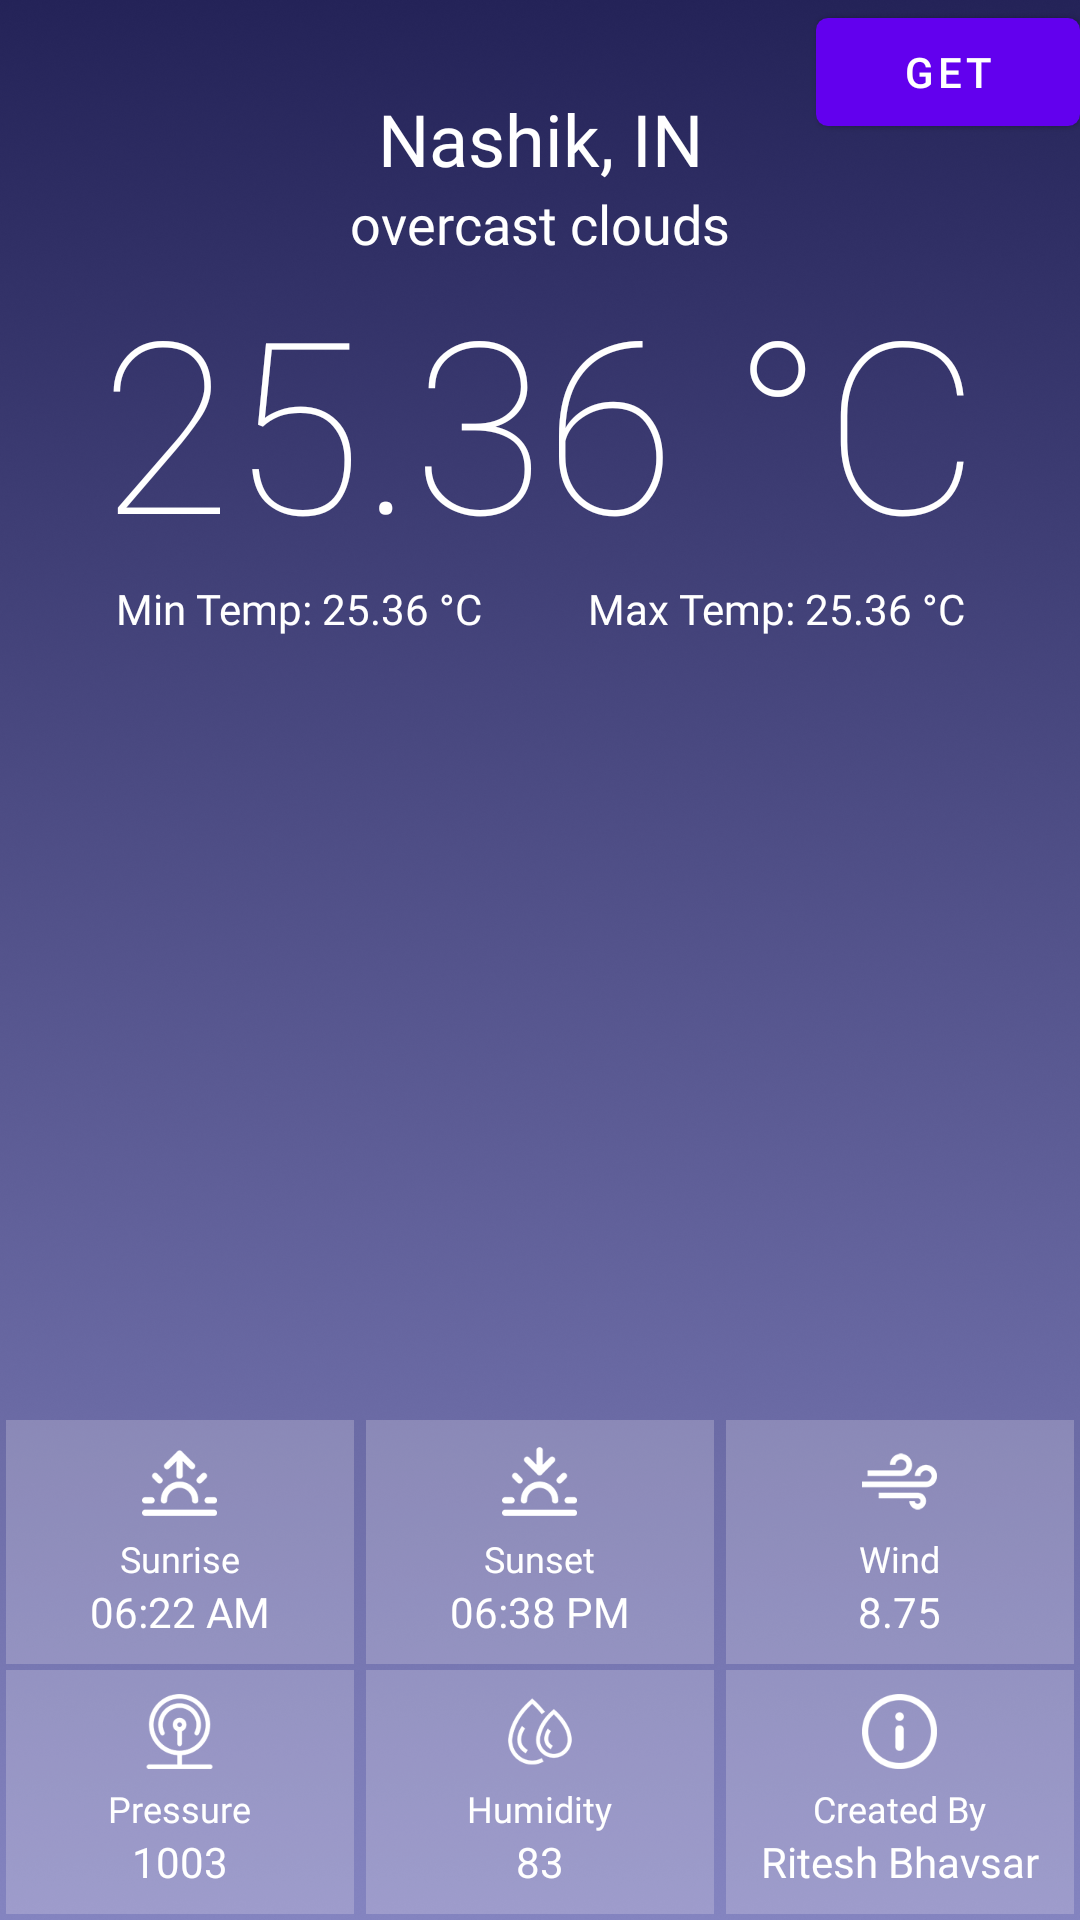 GET
Nashik, IN
overcast clouds
25.36 °C
Min Temp: 25.36 °C
Max Temp: 25.36 °C
Sunrise
06:22 AM
Sunset
06:38 PM
Wind
8.75
Pressure
1003
Humidity
83
Created By
Ritesh Bhavsar